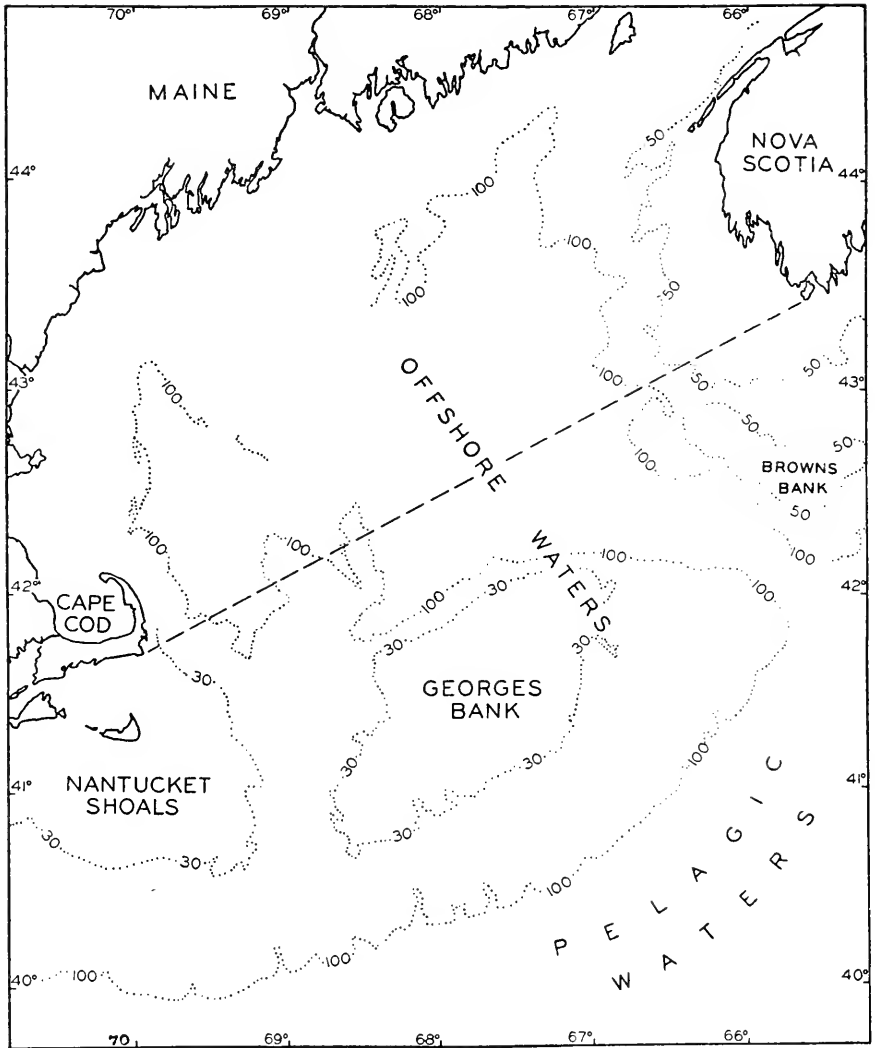 70° 69° 68° 67° 66°
MAINE
50
NOVA
SCOTIA
44° 44°
100
100
50
100
OFFSHORE
43° 100 50 50 43°
100
50
50
100
BROWNS
BANK
50
100 100 100
100
WATERS
42° 100 30 100 42°
CAPE
COD
30 30
30
GEORGES
BANK
100
30 30
NANTUCKET
SHOALS
41° 41°
30 30 30
PELAGIC
WATERS
100
100
40° 100 40°
70 69° 68° 67° 66°